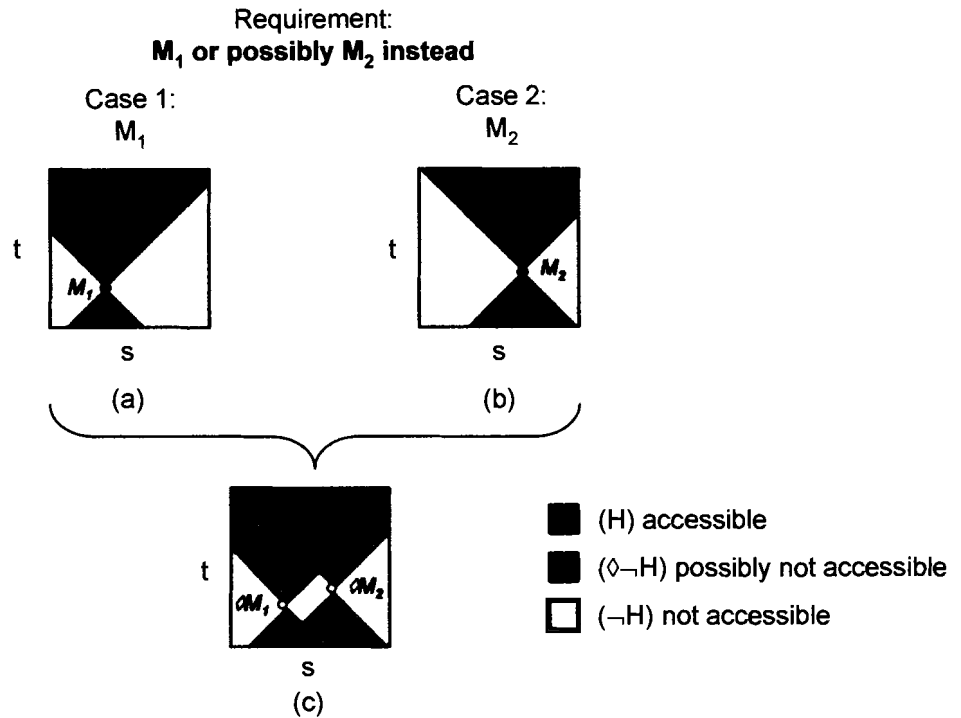 Requirement:
M₁ or possibly M₂ instead
Case 1:
M₁
Case 2:
M₂
t
M₁
s
(a)
t
M₂
s
(b)
t
◊M₁
◊M₂
s
(c)
(H) accessible
(◊¬H) possibly not accessible
(¬H) not accessible